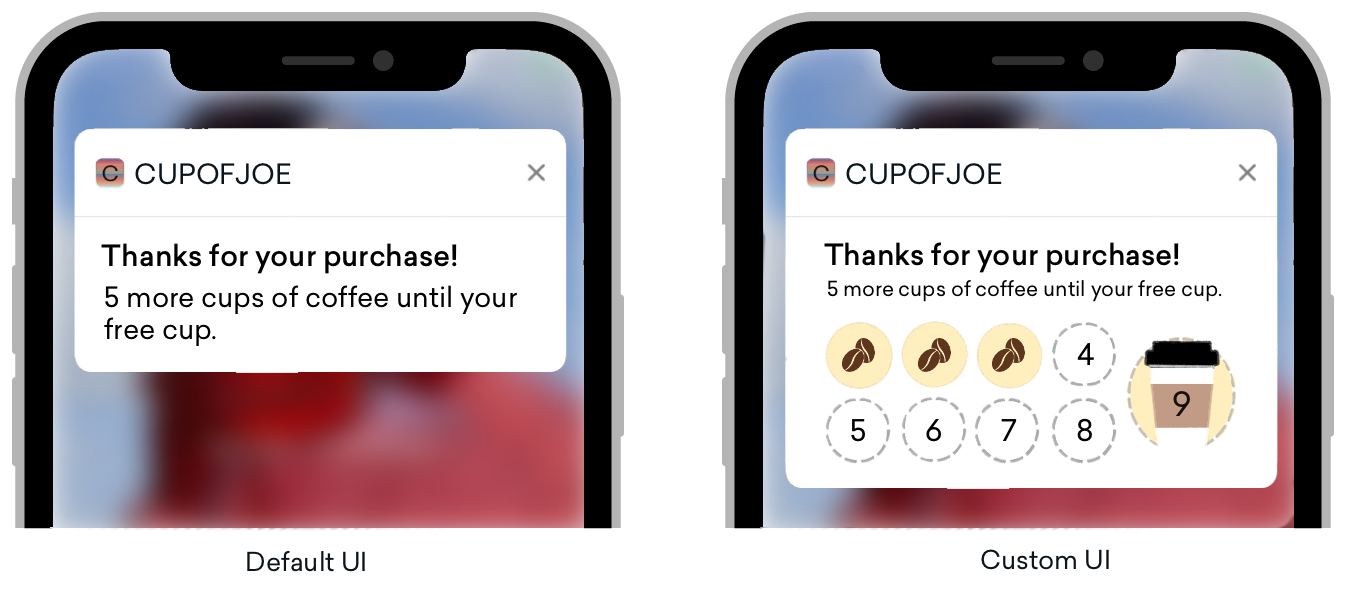 C CUPOFJOE ×
Thanks for your purchase!
5 more cups of coffee until your
free cup.
Default UI
C CUPOFJOE ×
Thanks for your purchase!
5 more cups of coffee until your free cup.
4
9
5 6 7 8
Custom UI